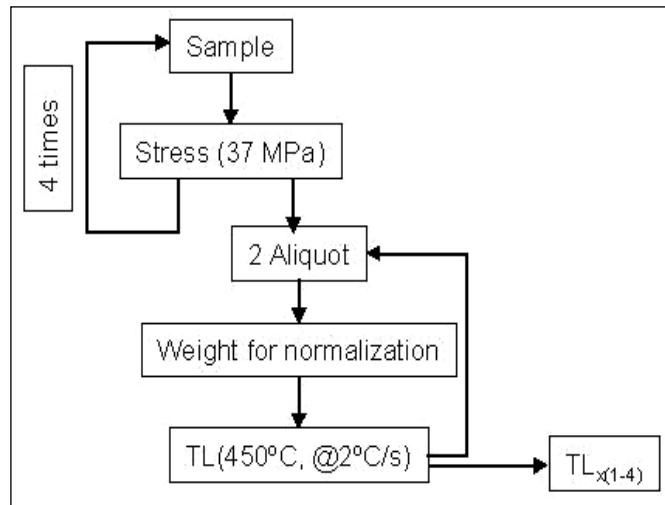 Sample
4 times
Stress (37 MPa)
2 Aliquot
Weight for normalization
TL(450ºC, @2ºC/s)
TLx(1-4)